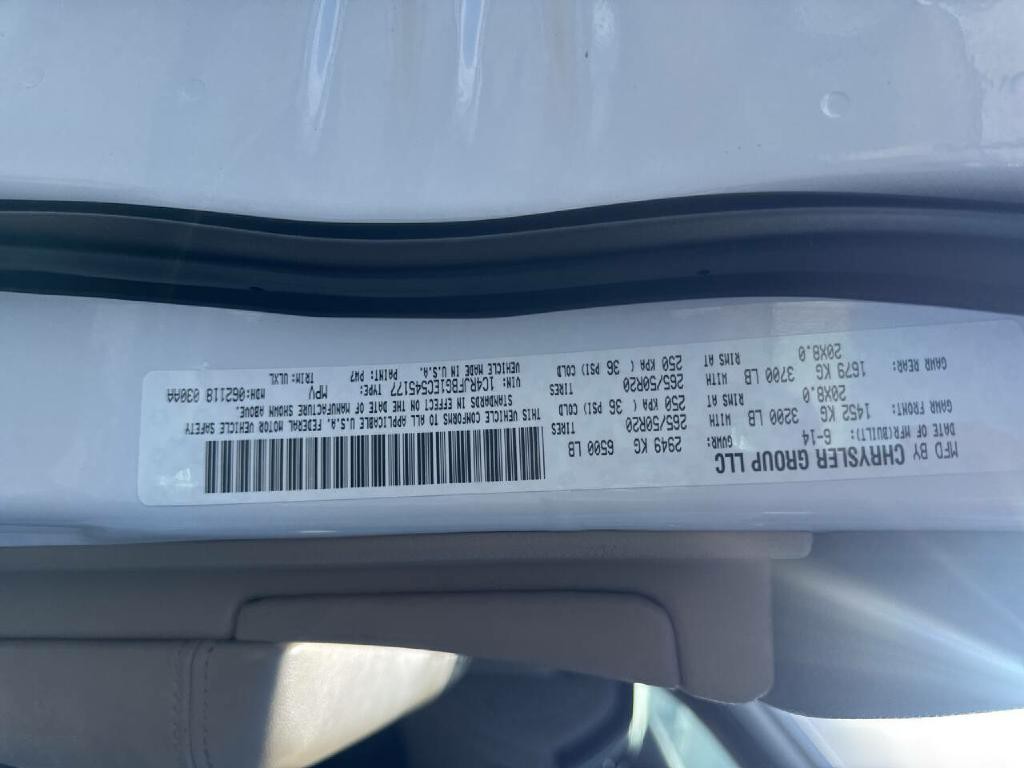 MFD BY CHRYSLER GROUP LLC
DATE OF MFR(BUILT): 6-14 GVWR: 2949 KG 6500 LB
GAWR FRONT: 1452 KG 3200 LB WITH TIRES 265/50R20
20X8.0 RIMS AT 250 KPA ( 36 PSI) COLD
GAWR REAR: 1679 KG 3700 LB WITH TIRES 265/50R20
20X8.0 RIMS AT 250 KPA ( 36 PSI) COLD
THIS VEHICLE CONFORMS TO ALL APPLICABLE U.S.A. FEDERAL MOTOR VEHICLE SAFETY
STANDARDS IN EFFECT ON THE DATE OF MANUFACTURE SHOWN ABOVE.
VIN: 1C4RJFBG1EC545177 TYPE: MPV MDH:062118 030AA
VEHICLE MADE IN U.S.A. PAINT: PW7 TRIM: ULXL